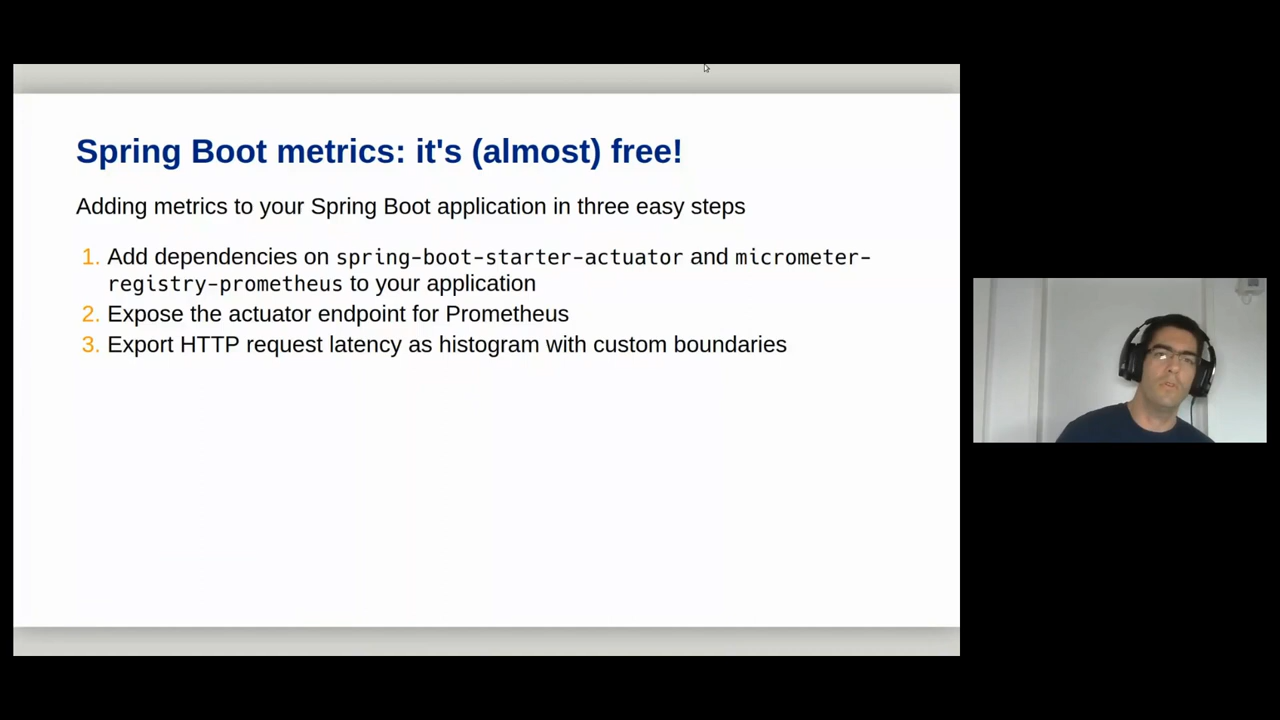 Spring Boot metrics: it's (almost) free!
Adding metrics to your Spring Boot application in three easy steps
1. Add dependencies on spring-boot-starter-actuator and micrometer-
registry-prometheus to your application
2. Expose the actuator endpoint for Prometheus
3. Export HTTP request latency as histogram with custom boundaries